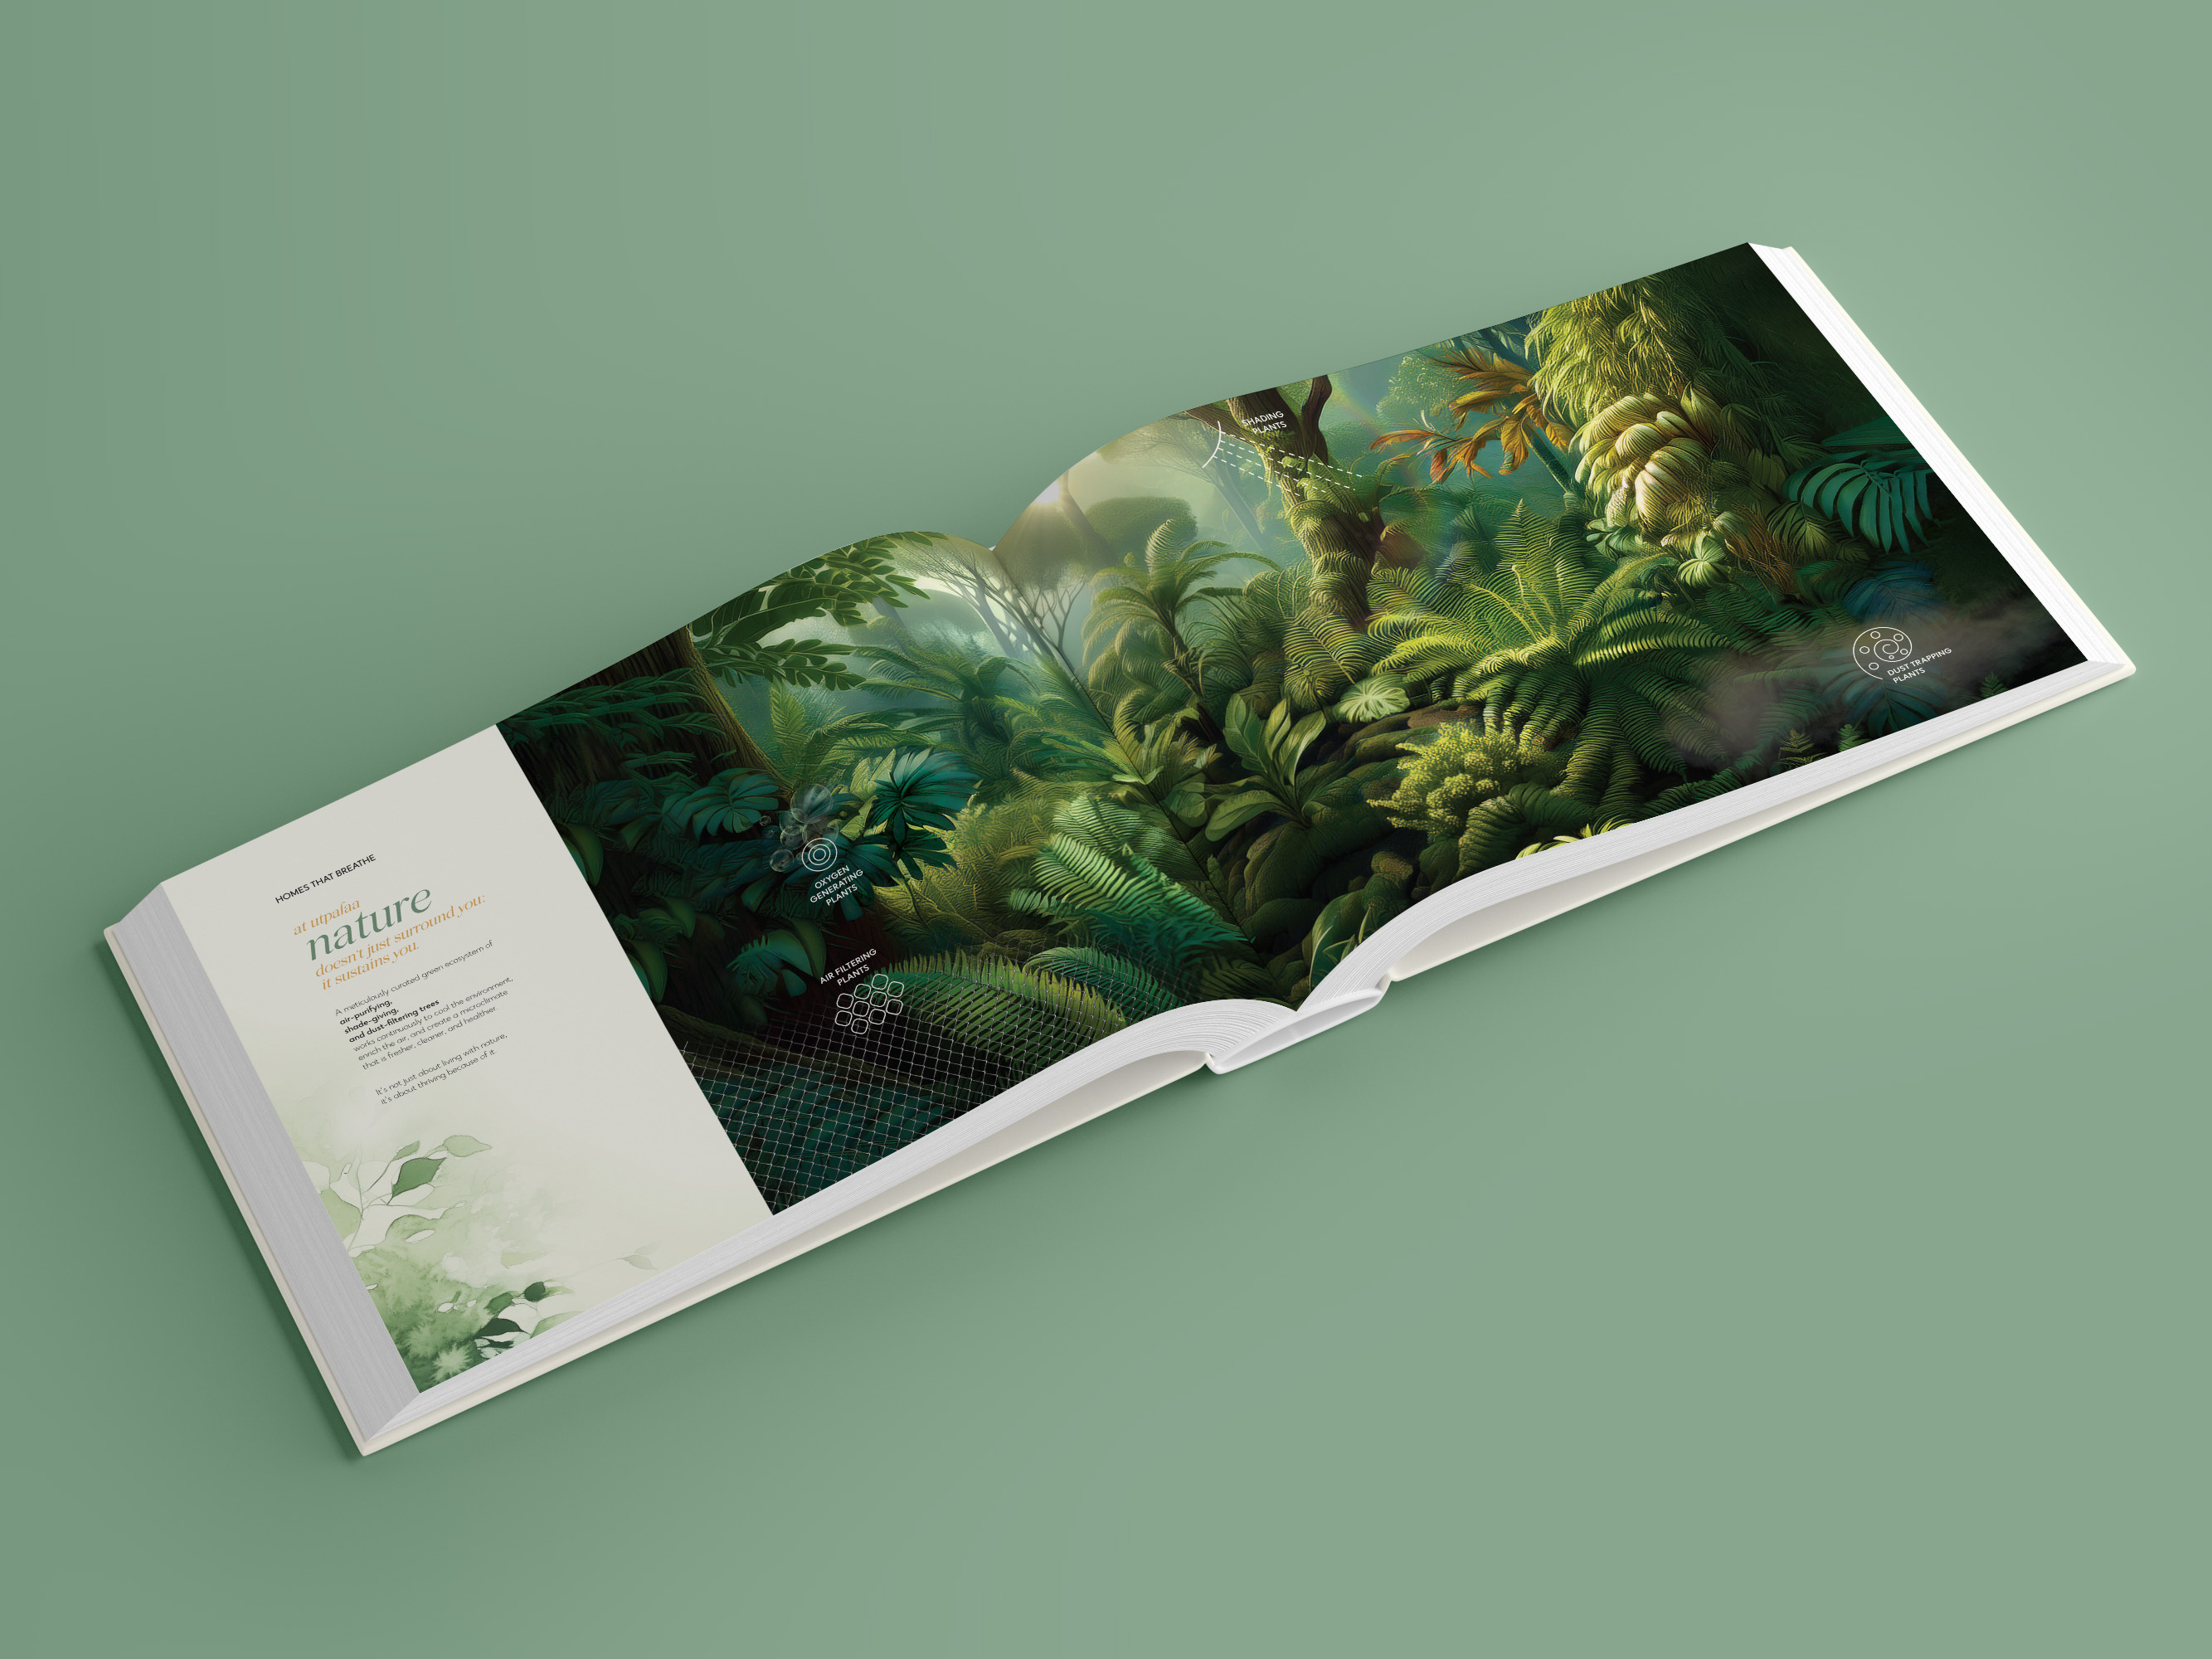 HOMES THAT BREATHE
at utpafaa
nature
doesn't just surround you:
it sustains you.
A meticulously curated green ecosystem of
air-purifying,
shade-giving,
and dust-filtering trees
works continuously to cool the environment,
enrich the air, and create a microclimate
that is fresher, cleaner, and healthier.
It's not just about living with nature,
it's about thriving because of it
OXYGEN
GENERATING
PLANTS
AIR FILTERING
PLANTS
SHADING
PLANTS
DUST TRAPPING
PLANTS